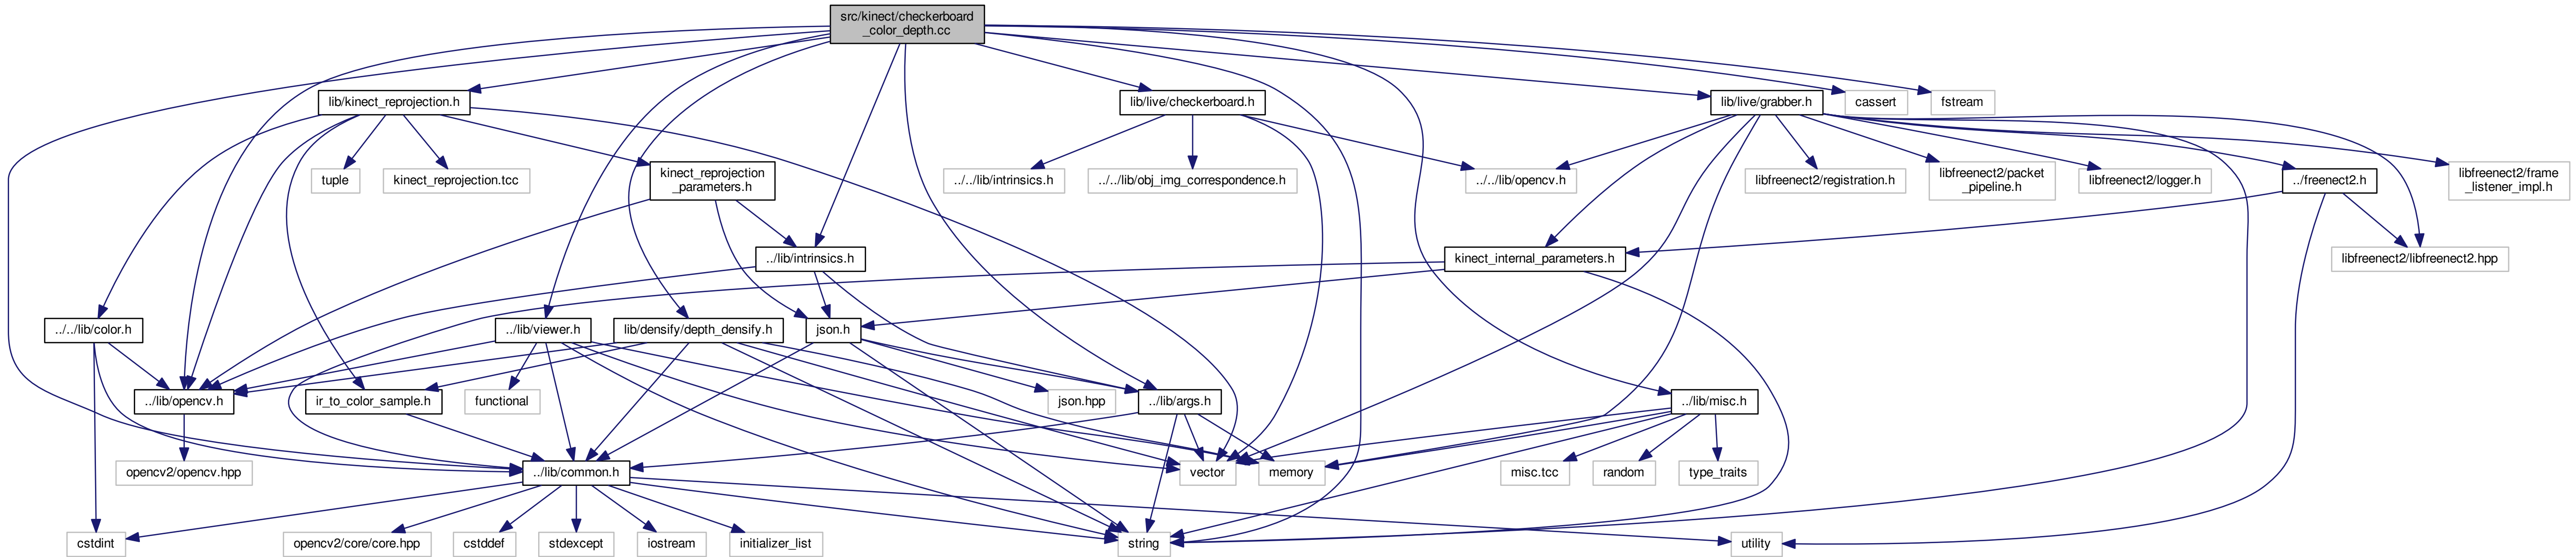 src/kinect/checkerboard
_color_depth.cc
lib/kinect_reprojection.h
lib/live/checkerboard.h
lib/live/grabber.h
cassert
fstream
tuple
kinect_reprojection.tcc
kinect_reprojection
_parameters.h
../../lib/intrinsics.h
../../lib/obj_img_correspondence.h
../../lib/opencv.h
libfreenect2/registration.h
libfreenect2/packet
_pipeline.h
libfreenect2/logger.h
../freenect2.h
libfreenect2/frame
_listener_impl.h
../lib/intrinsics.h
kinect_internal_parameters.h
libfreenect2/libfreenect2.hpp
../../lib/color.h
../lib/viewer.h
lib/densify/depth_densify.h
json.h
../lib/opencv.h
ir_to_color_sample.h
functional
json.hpp
../lib/args.h
../lib/misc.h
opencv2/opencv.hpp
../lib/common.h
vector
memory
misc.tcc
random
type_traits
cstdint
opencv2/core/core.hpp
cstddef
stdexcept
iostream
initializer_list
string
utility